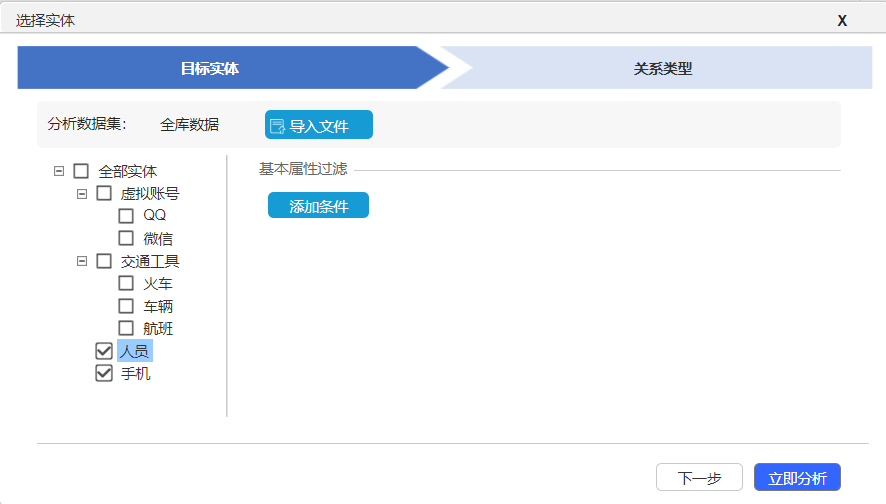 选择实体 X
目标实体 关系类型
分析数据集： 全库数据 导入文件
全部实体
虚拟账号
QQ
微信
交通工具
火车
车辆
航班
人员
手机
基本属性过滤
添加条件
下一步 立即分析